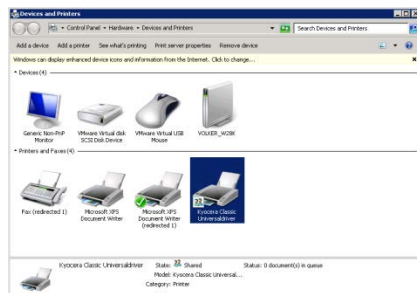 Devices and Printers
Control Panel Hardware Devices and Printers
Search Devices and Printers
Add a device Add a printer See what's printing Print server properties Remove device
Windows can display enhanced device icons and information from the Internet. Click to change...
Devices (4)
Generic Non-PnP Monitor
VMware Virtual disk SCSI Disk Device
VMware Virtual USB Mouse
VOLKER_W28K
Printers and Faxes (4)
Fax (redirected 1)
Microsoft XPS Document Writer
Microsoft XPS Document Writer (redirected 1)
Kyocera Classic Universaldriver
Kyocera Classic Universaldriver State: Shared Status: 0 document(s) in queue
Model: Kyocera Classic Universal...
Category: Printer